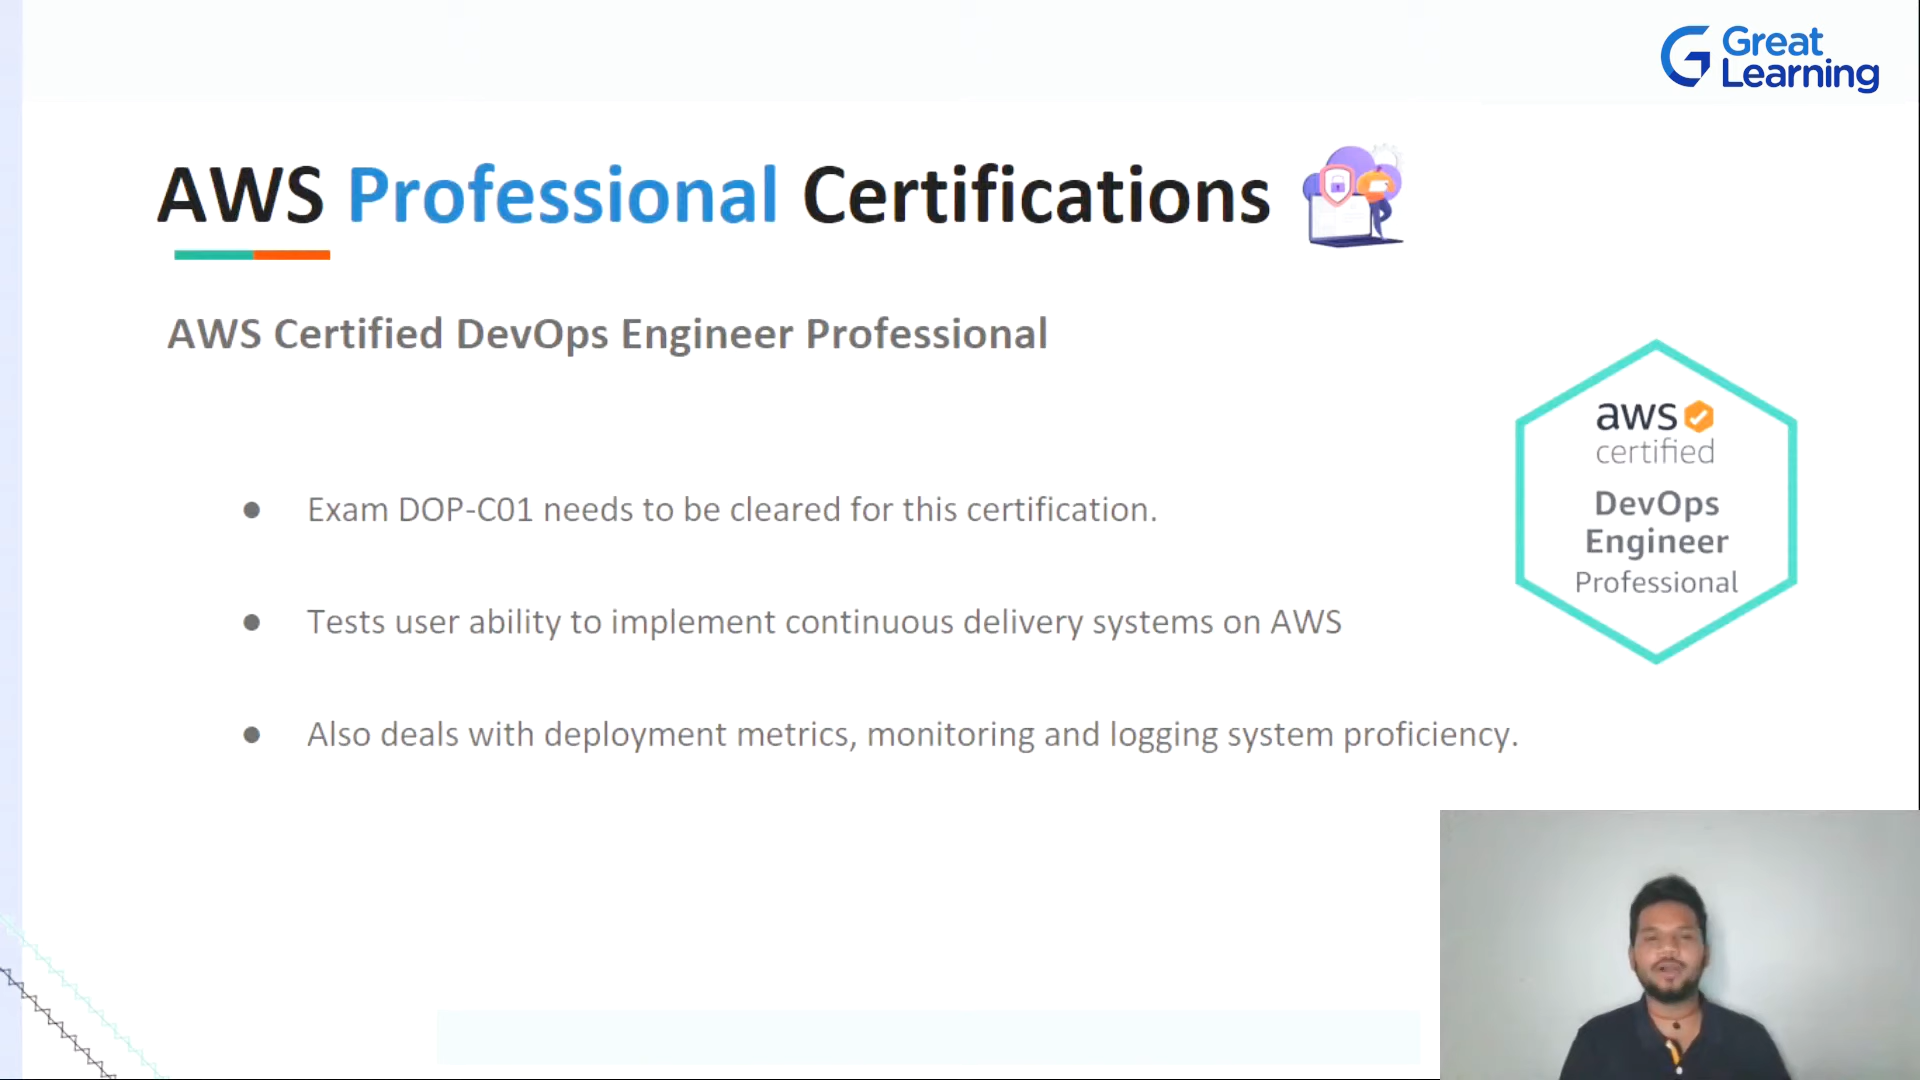 Great
Learning
AWS Professional Certifications
AWS Certified DevOps Engineer Professional
● Exam DOP-C01 needs to be cleared for this certification.
● Tests user ability to implement continuous delivery systems on AWS
● Also deals with deployment metrics, monitoring and logging system proficiency.
aws
certified
DevOps
Engineer
Professional